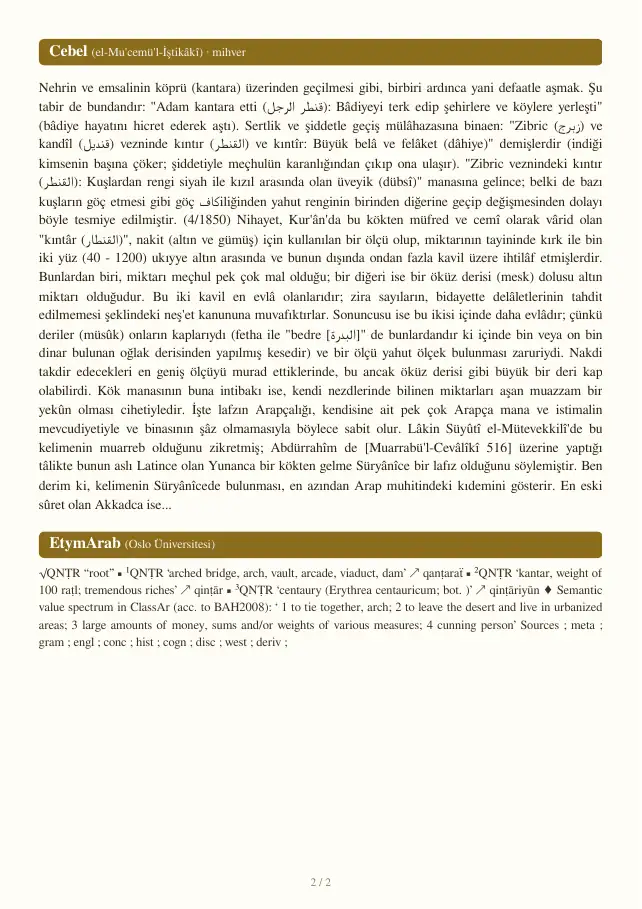 Cebel (el-Mu'cemü'l-İştikâkî) · mihver
Nehrin ve emsalinin köprü (kantara) üzerinden geçilmesi gibi, birbiri ardınca yani defaatle aşmak. Şu
tabir de bundandır: "Adam kantara etti (قنطر الرجل): Bâdiyeyi terk edip şehirlere ve köylere yerleşti"
(bâdiye hayatını hicret ederek aştı). Sertlik ve şiddetle geçiş mülâhazasına binaen: "Zibric (زبرج) ve
kandîl (قنديل) vezninde kıntır (القنطر) ve kıntîr: Büyük belâ ve felâket (dâhiye)" demişlerdir (indiği
kimsenin başına çöker; şiddetiyle meçhulün karanlığından çıkıp ona ulaşır). "Zibric veznindeki kıntır
(القنطر): Kuşlardan rengi siyah ile kızıl arasında olan üveyik (dübsî)" manasına gelince; belki de bazı
kuşların göç etmesi gibi göç كافiliğinden yahut renginin birinden diğerine geçip değişmesinden dolayı
böyle tesmiye edilmiştir. (4/1850) Nihayet, Kur'ân'da bu kökten müfred ve cemî olarak vârid olan
"kıntâr (القنطار)", nakit (altın ve gümüş) için kullanılan bir ölçü olup, miktarının tayininde kırk ile bin
iki yüz (40 - 1200) ukıyye altın arasında ve bunun dışında ondan fazla kavil üzere ihtilâf etmişlerdir.
Bunlardan biri, miktarı meçhul pek çok mal olduğu; bir diğeri ise bir öküz derisi (mesk) dolusu altın
miktarı olduğudur. Bu iki kavil en evlâ olanlarıdır; zira sayıların, bidayette delâletlerinin tahdit
edilmemesi şeklindeki neş'et kanununa muvafıktırlar. Sonuncusu ise bu ikisi içinde daha evlâdır; çünkü
deriler (müsûk) onların kaplarıydı (fetha ile "bedre [البدرة]" de bunlardandır ki içinde bin veya on bin
dinar bulunan oğlak derisinden yapılmış kesedir) ve bir ölçü yahut ölçek bulunması zaruriydi. Nakdi
takdir edecekleri en geniş ölçüyü murad ettiklerinde, bu ancak öküz derisi gibi büyük bir deri kap
olabilirdi. Kök manasının buna intibakı ise, kendi nezdlerinde bilinen miktarları aşan muazzam bir
yekûn olması cihetiyledir. İşte lafzın Arapçalığı, kendisine ait pek çok Arapça mana ve istimalin
mevcudiyetiyle ve binasının şâz olmamasıyla böylece sabit olur. Lâkin Süyûtî el-Mütevekkilî'de bu
kelimenin muarreb olduğunu zikretmiş; Abdürrahîm de [Muarrabü'l-Cevâlîkî 516] üzerine yaptığı
tâlikte bunun aslı Latince olan Yunanca bir kökten gelme Süryânîce bir lafız olduğunu söylemiştir. Ben
derim ki, kelimenin Süryânîcede bulunması, en azından Arap muhitindeki kıdemini gösterir. En eski
sûret olan Akkadca ise...
EtymArab (Oslo Üniversitesi)
√QNṬR “root” ▪ ¹QNṬR ‘arched bridge, arch, vault, arcade, viaduct, dam’ ↗ qanṭaraẗ ▪ ²QNṬR ‘kantar, weight of
100 raṭl; tremendous riches’ ↗ qinṭār ▪ ³QNṬR ‘centaury (Erythrea centauricum; bot. )’ ↗ qinṭāriyūn ♦ Semantic
value spectrum in ClassAr (acc. to BAH2008): ‘ 1 to tie together, arch; 2 to leave the desert and live in urbanized
areas; 3 large amounts of money, sums and/or weights of various measures; 4 cunning person’ Sources ; meta ;
gram ; engl ; conc ; hist ; cogn ; disc ; west ; deriv ;
2 / 2